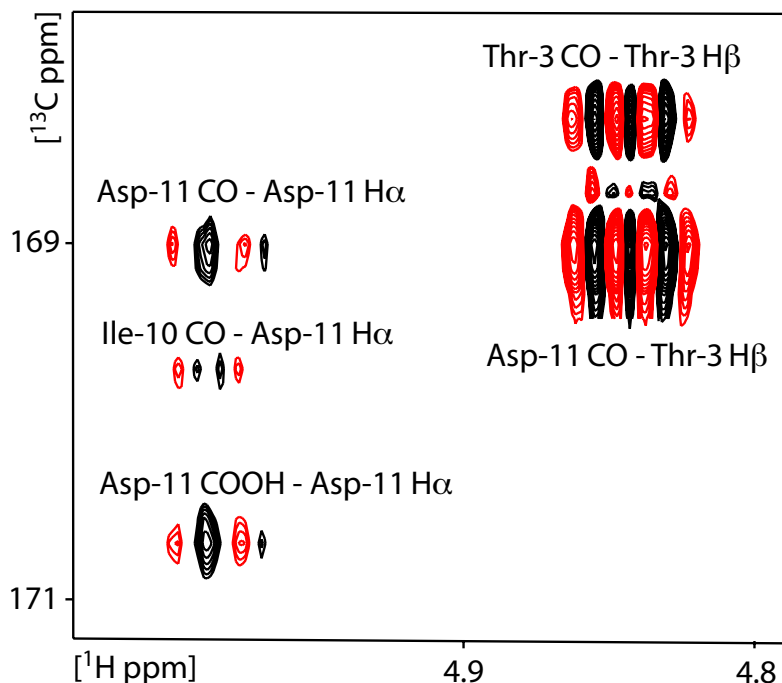 [¹³C ppm]
Thr-3 CO - Thr-3 Hβ
Asp-11 CO - Asp-11 Hα
169
Ile-10 CO - Asp-11 Hα
Asp-11 CO - Thr-3 Hβ
Asp-11 COOH - Asp-11 Hα
171
[¹H ppm]
4.9
4.8